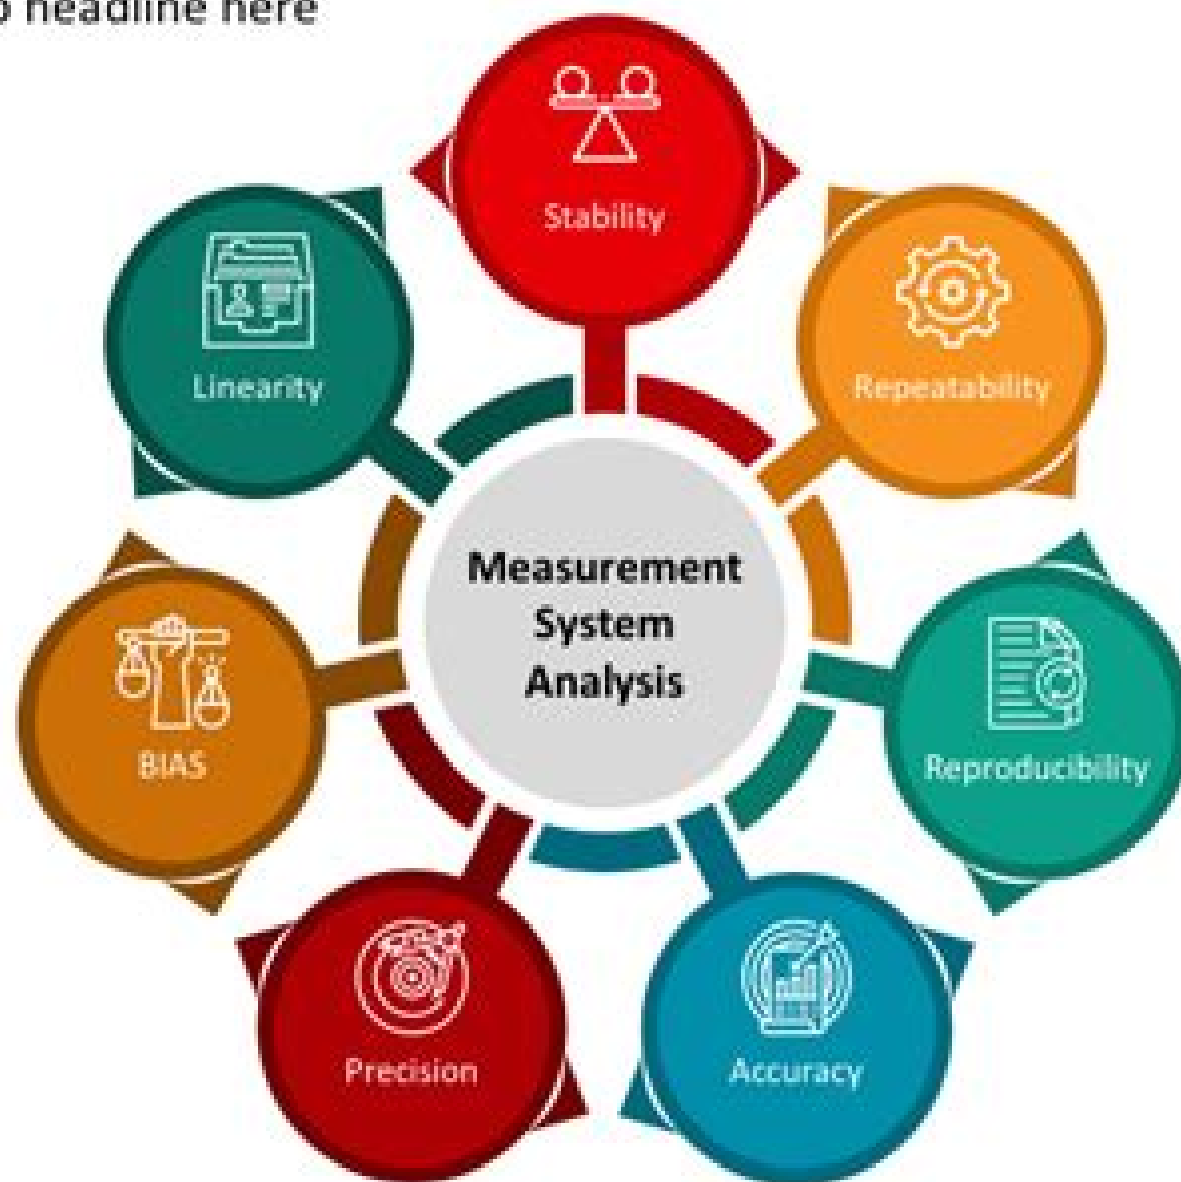 headline here
Stability
Linearity
Repeatability
Measurement
System
Analysis
BIAS
Reproducibility
Precision
Accuracy